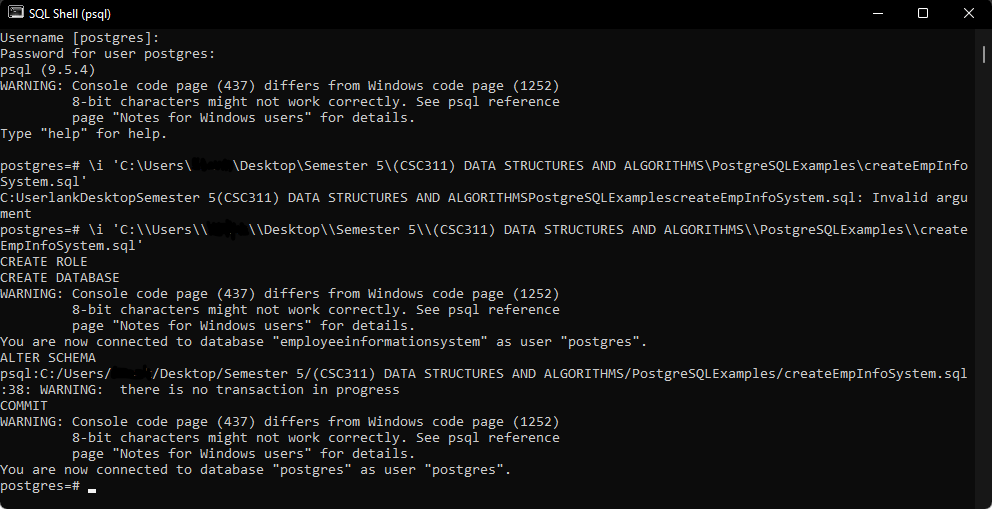 SQL Shell (psql)
Username [postgres]:
Password for user postgres:
psql (9.5.4)
WARNING: Console code page (437) differs from Windows code page (1252)
         8-bit characters might not work correctly. See psql reference
         page "Notes for Windows users" for details.
Type "help" for help.
postgres=# \i 'C:\Users\ \Desktop\Semester 5\(CSC311) DATA STRUCTURES AND ALGORITHMS\PostgreSQLExamples\createEmpInfo
System.sql'
C:UserlankDesktopSemester 5(CSC311) DATA STRUCTURES AND ALGORITHMSPostgreSQLExamplescreateEmpInfoSystem.sql: Invalid argu
ment
postgres=# \i 'C:\\Users\\ \\Desktop\\Semester 5\\(CSC311) DATA STRUCTURES AND ALGORITHMS\\PostgreSQLExamples\\create
EmpInfoSystem.sql'
CREATE ROLE
CREATE DATABASE
WARNING: Console code page (437) differs from Windows code page (1252)
         8-bit characters might not work correctly. See psql reference
         page "Notes for Windows users" for details.
You are now connected to database "employeeinformationsystem" as user "postgres".
ALTER SCHEMA
psql:C:/Users/ /Desktop/Semester 5/(CSC311) DATA STRUCTURES AND ALGORITHMS/PostgreSQLExamples/createEmpInfoSystem.sql
:38: WARNING:  there is no transaction in progress
COMMIT
WARNING: Console code page (437) differs from Windows code page (1252)
         8-bit characters might not work correctly. See psql reference
         page "Notes for Windows users" for details.
You are now connected to database "postgres" as user "postgres".
postgres=#